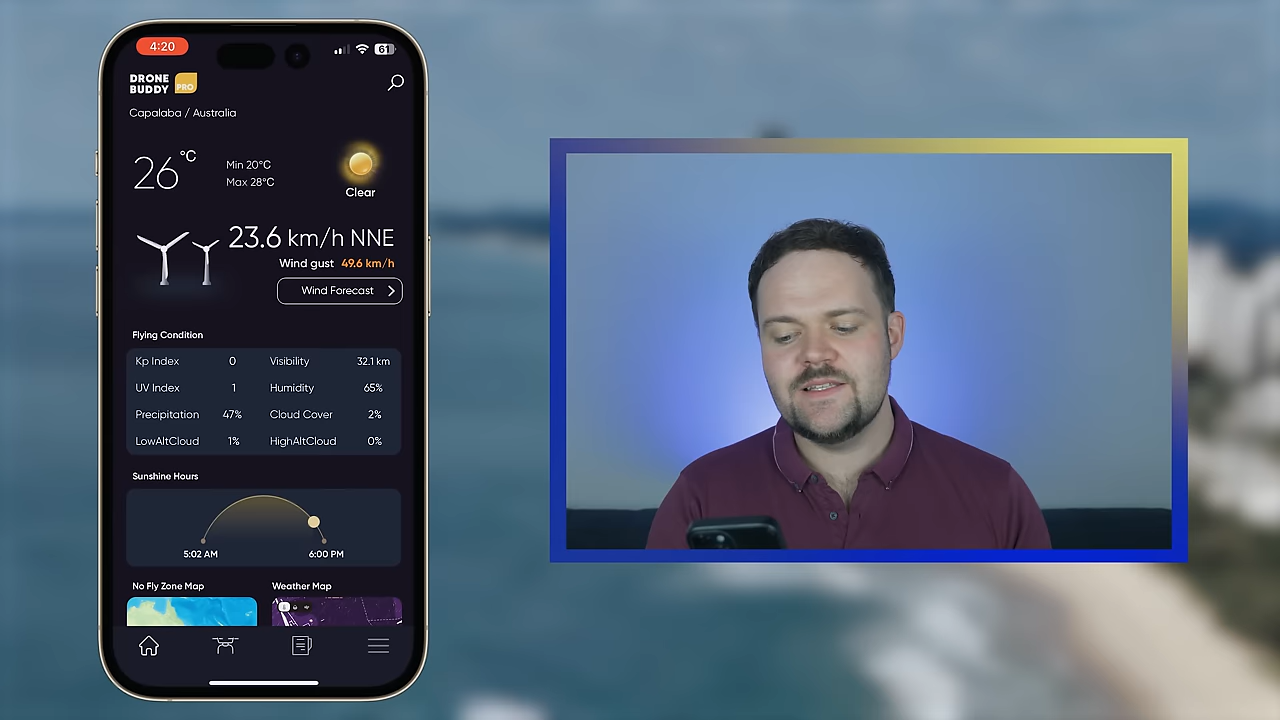 4:20
61
DRONE
BUDDY PRO
Capalaba / Australia
26 °C
Min 20°C
Max 28°C
Clear
23.6 km/h NNE
Wind gust 49.6 km/h
Wind Forecast
Flying Condition
Kp Index 0 Visibility 32.1 km
UV Index 1 Humidity 65%
Precipitation 47% Cloud Cover 2%
LowAltCloud 1% HighAltCloud 0%
Sunshine Hours
5:02 AM 6:00 PM
No Fly Zone Map Weather Map